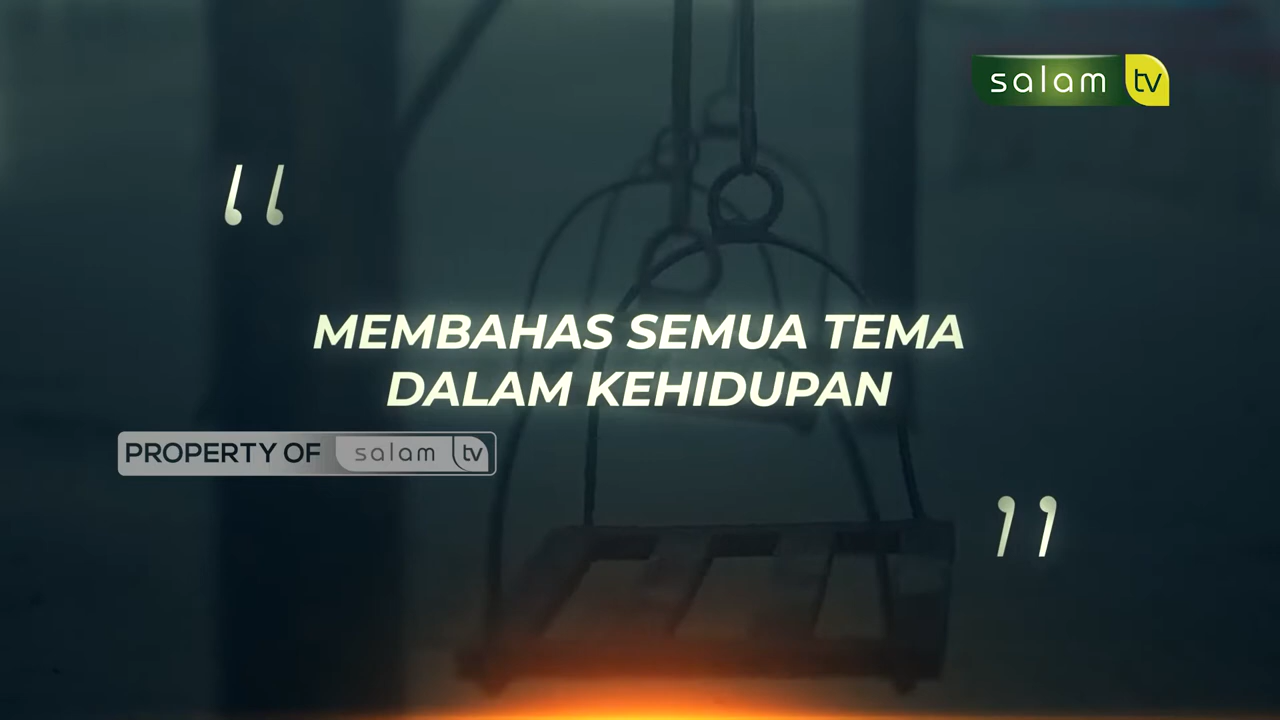 salam tv
“
MEMBAHAS SEMUA TEMA
DALAM KEHIDUPAN
PROPERTY OF salam tv
”